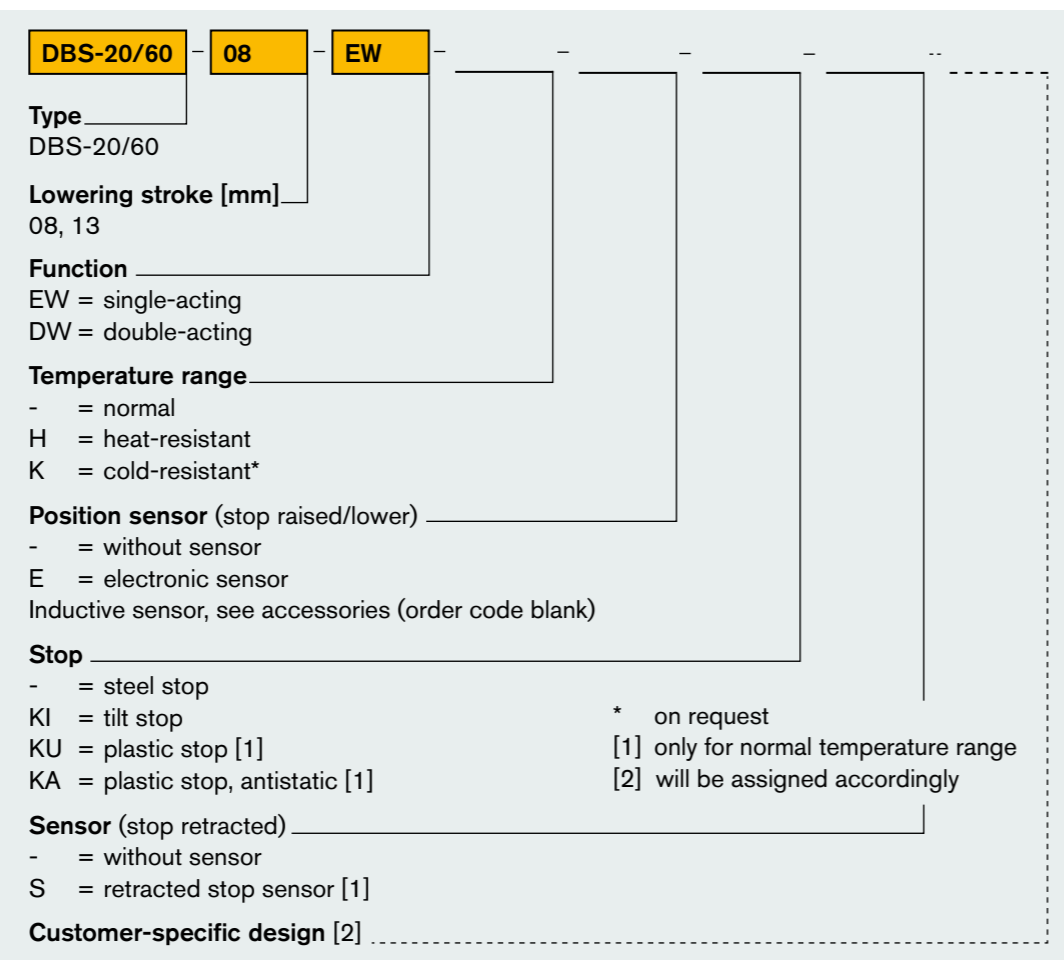 DBS-20/60 – 08 – EW – – – – --
Type
DBS-20/60
Lowering stroke [mm]
08, 13
Function
EW = single-acting
DW = double-acting
Temperature range
- = normal
H = heat-resistant
K = cold-resistant*
Position sensor (stop raised/lower)
- = without sensor
E = electronic sensor
Inductive sensor, see accessories (order code blank)
Stop
- = steel stop
KI = tilt stop
KU = plastic stop [1]
KA = plastic stop, antistatic [1]
* on request
[1] only for normal temperature range
[2] will be assigned accordingly
Sensor (stop retracted)
- = without sensor
S = retracted stop sensor [1]
Customer-specific design [2]